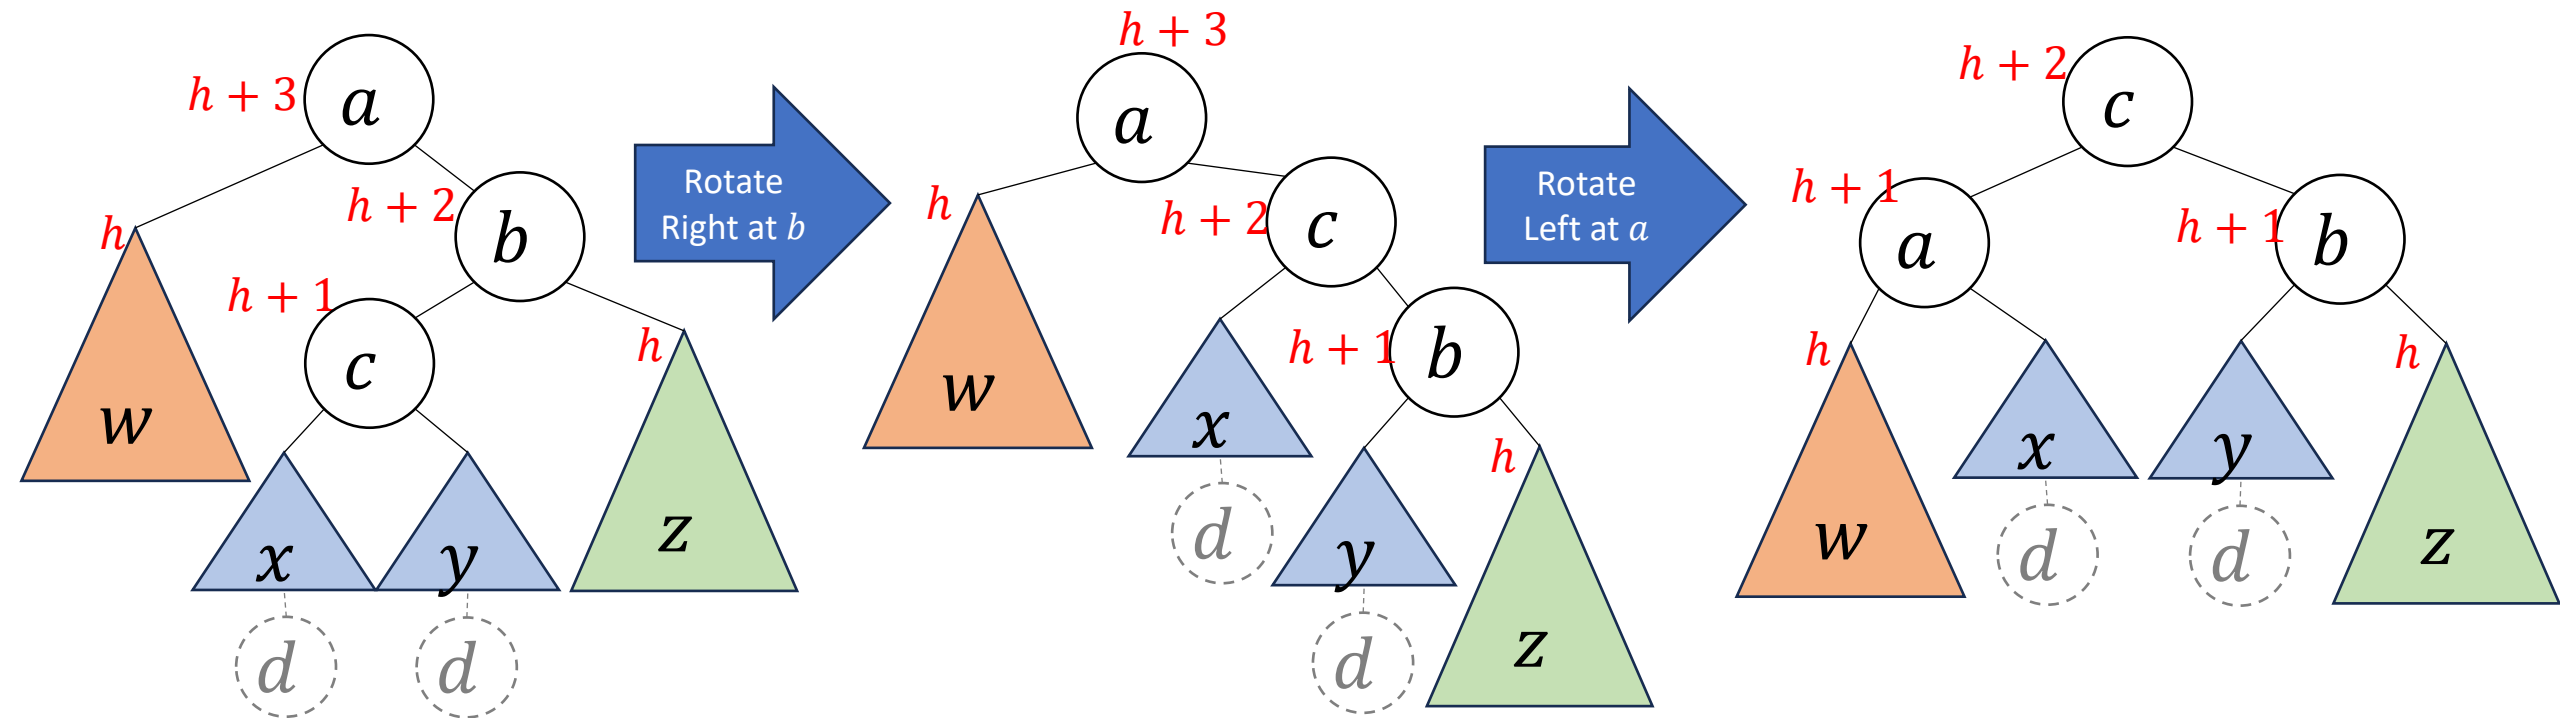 h + 3
a
h + 2
b
h
h + 1
c
h
w
z
x
y
d
d
Rotate
Right at b
h + 3
a
h
h + 2
c
h + 1
b
w
x
h
d
y
z
d
Rotate
Left at a
h + 2
c
h + 1
a
h + 1
b
h
h
x
y
w
z
d
d